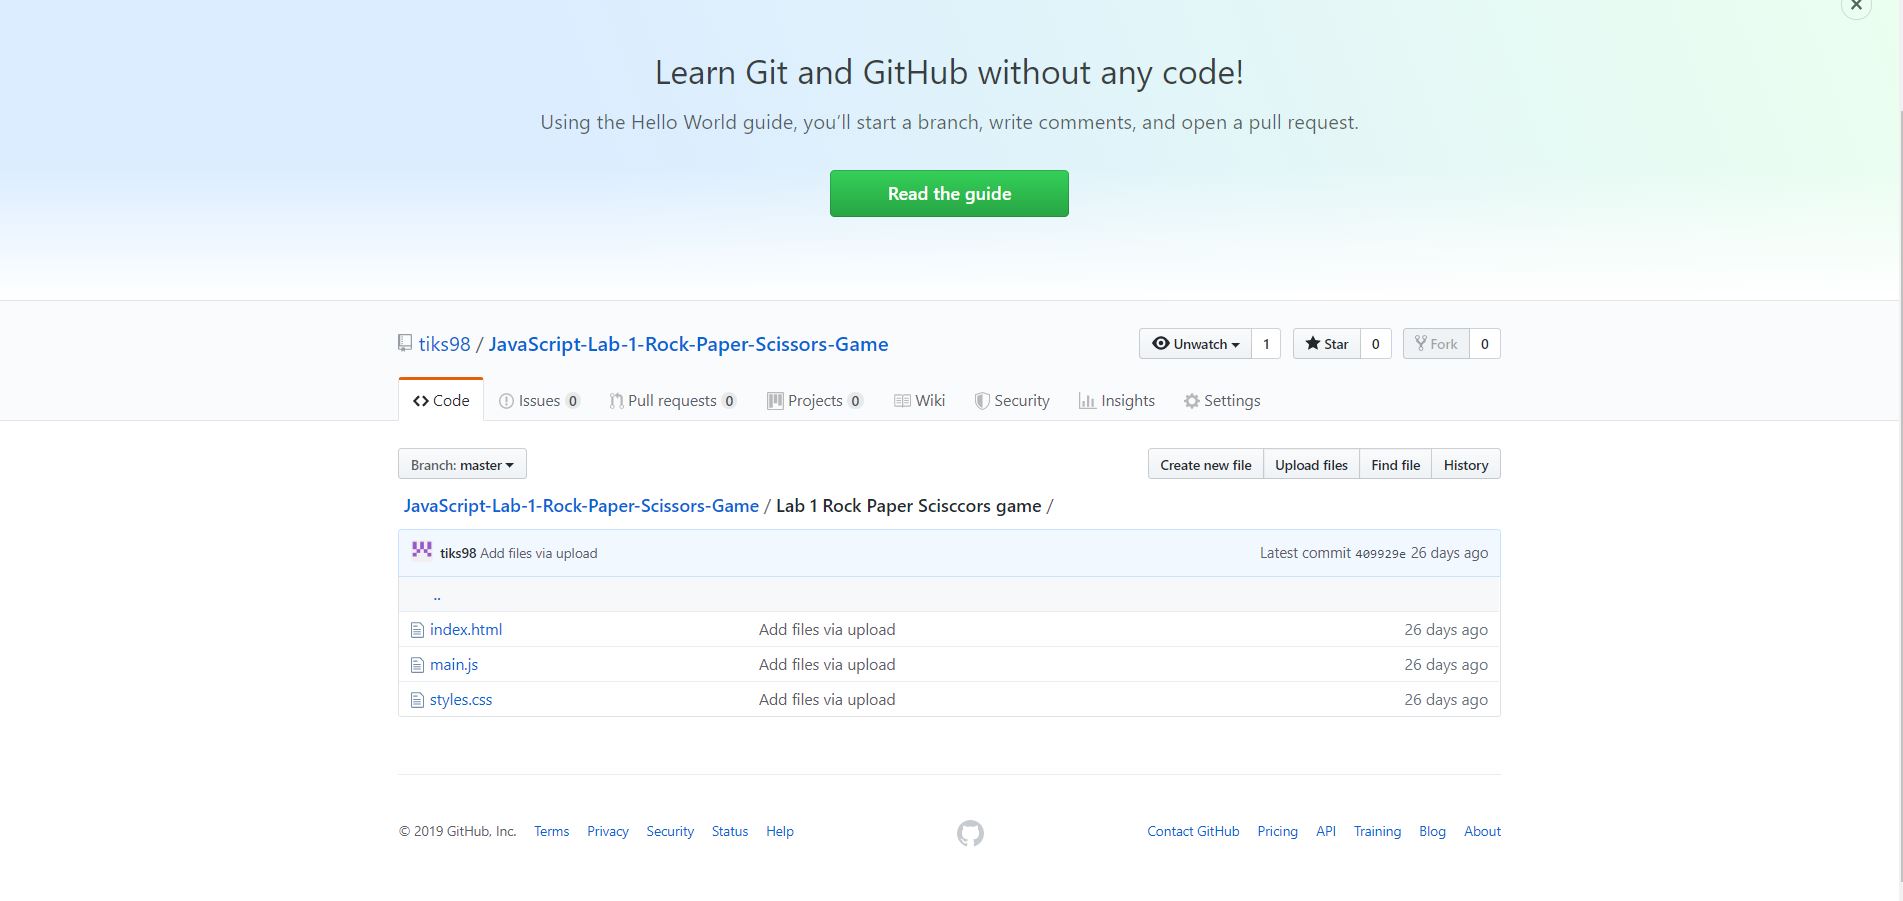 Learn Git and GitHub without any code!
Using the Hello World guide, you’ll start a branch, write comments, and open a pull request.
Read the guide
tiks98 / JavaScript-Lab-1-Rock-Paper-Scissors-Game
Unwatch 1 Star 0 Fork 0
Code Issues 0 Pull requests 0 Projects 0 Wiki Security Insights Settings
Branch: master Create new file Upload files Find file History
JavaScript-Lab-1-Rock-Paper-Scissors-Game / Lab 1 Rock Paper Scisccors game /
tiks98 Add files via upload Latest commit 409929e 26 days ago
..
index.html Add files via upload 26 days ago
main.js Add files via upload 26 days ago
styles.css Add files via upload 26 days ago
© 2019 GitHub, Inc. Terms Privacy Security Status Help Contact GitHub Pricing API Training Blog About